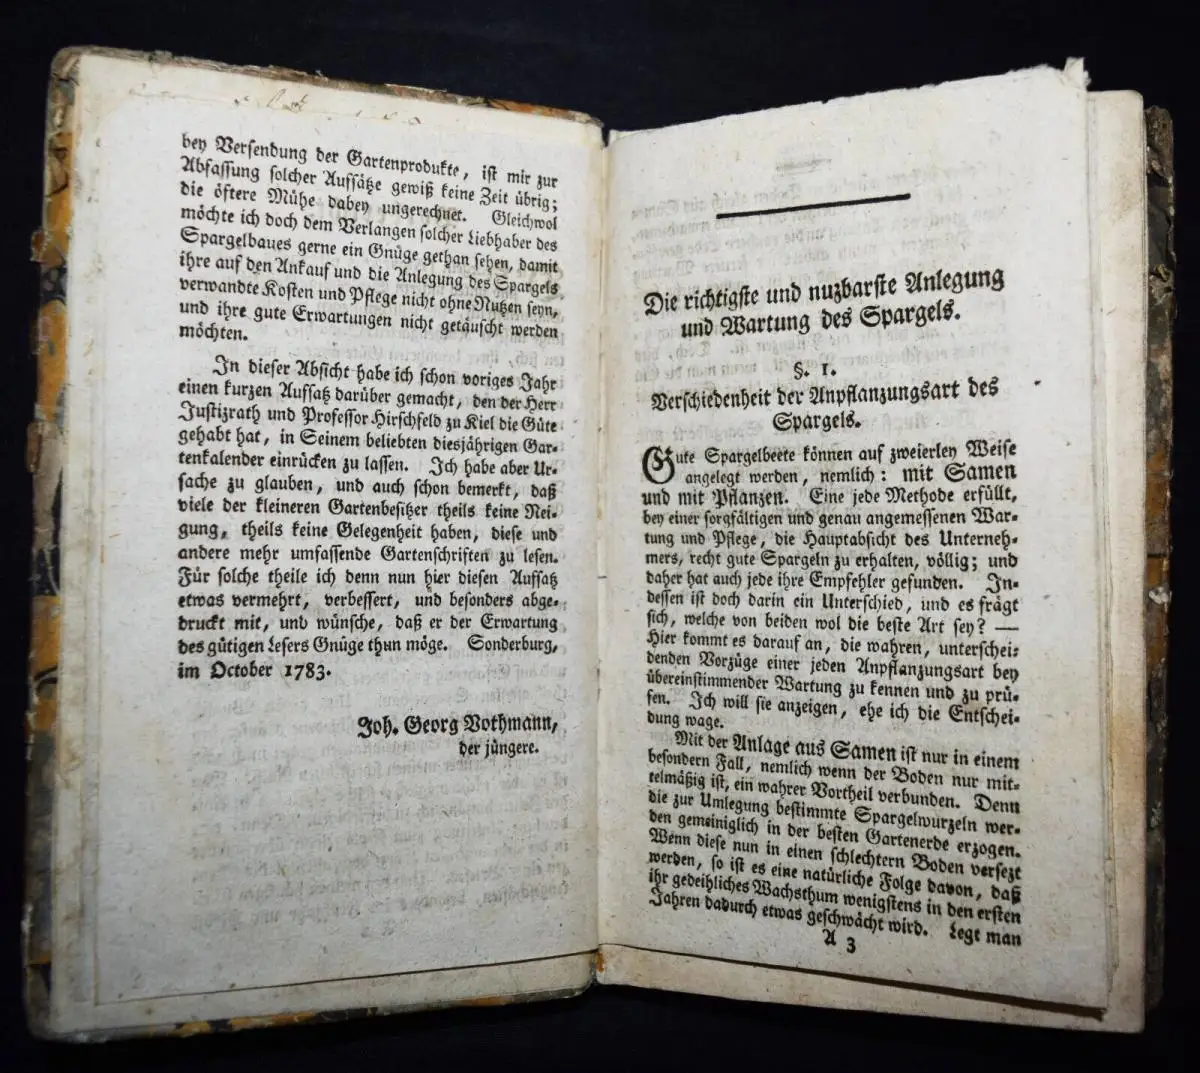 bey Versendung der Gartenprodukte, ist mir zur
Abfassung solcher Aufsätze gewiß keine Zeit übrig;
die öftere Mühe dabey ungerechnet. Gleichwol
möchte ich doch dem Verlangen solcher Liebhaber des
Spargelbaues gerne ein Gnüge gethan sehen, damit
ihre auf den Ankauf und die Anlegung des Spargels
verwandte Kosten und Pflege nicht ohne Nutzen seyn,
und ihre gute Erwartungen nicht getäuscht werden
möchten.
In dieser Absicht habe ich schon voriges Jahr
einen kurzen Aufsatz darüber gemacht, den der Herr
Justizrath und Professor Hirschfeld zu Kiel die Güte
gehabt hat, in Seinem beliebten diesjährigen Gar-
tenkalender einrücken zu lassen. Ich habe aber Ur-
sache zu glauben, und auch schon bemerkt, daß
viele der kleineren Gartenbesitzer theils keine Nei-
gung, theils keine Gelegenheit haben, diese und
andere mehr umfassende Gartenschriften zu lesen.
Für solche theile ich denn nun hier diesen Aufsatz
etwas vermehrt, verbessert, und besonders abge-
druckt mit, und wünsche, daß er der Erwartung
des gütigen Lesers Gnüge thun möge. Sonderburg,
im October 1783.
Joh. Georg Vothmann,
der jüngere.
Die richtigste und nuzbarste Anlegung
und Wartung des Spargels.
§. 1.
Verschiedenheit der Anpflanzungsart des
Spargels.
Gute Spargelbeete können auf zweierley Weise
angelegt werden, nemlich: mit Samen
und mit Pflanzen. Eine jede Methode erfüllt,
bey einer sorgfältigen und genau angemessenen War-
tung und Pflege, die Hauptabsicht des Unterneh-
mers, recht gute Spargeln zu erhalten, völlig; und
daher hat auch jede ihre Empfehler gefunden. In-
dessen ist doch darin ein Unterschied, und es frägt
sich, welche von beiden wol die beste Art sey? —
Hier kommt es darauf an, die wahren, unterschei-
denden Vorzüge einer jeden Anpflanzungsart bey
übereinstimmender Wartung zu kennen und zu prü-
fen. Ich will sie anzeigen, ehe ich die Entschei-
dung wage.
Mit der Anlage aus Samen ist nur in einem
besondern Fall, nemlich wenn der Boden nur mit-
telmäßig ist, ein wahrer Vortheil verbunden. Denn
die zur Umlegung bestimmte Spargelwurzeln wer-
den gemeiniglich in der besten Gartenerde erzogen.
Wenn diese nun in einen schlechtern Boden versezt
werden, so ist es eine natürliche Folge davon, daß
ihr gedeihliches Wachsthum wenigstens in den ersten
Jahren dadurch etwas geschwächt wird. Legt man
A 3